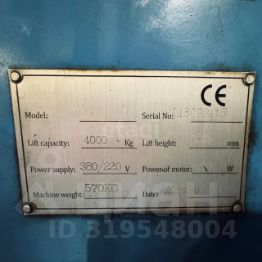 CE
Model: Serial No:
Lift capacity: 4000 Kg Lift height: mm
Power supply: 380/220 V Power of motor: W
Machine weight: 570KG Date:
ID 319548004